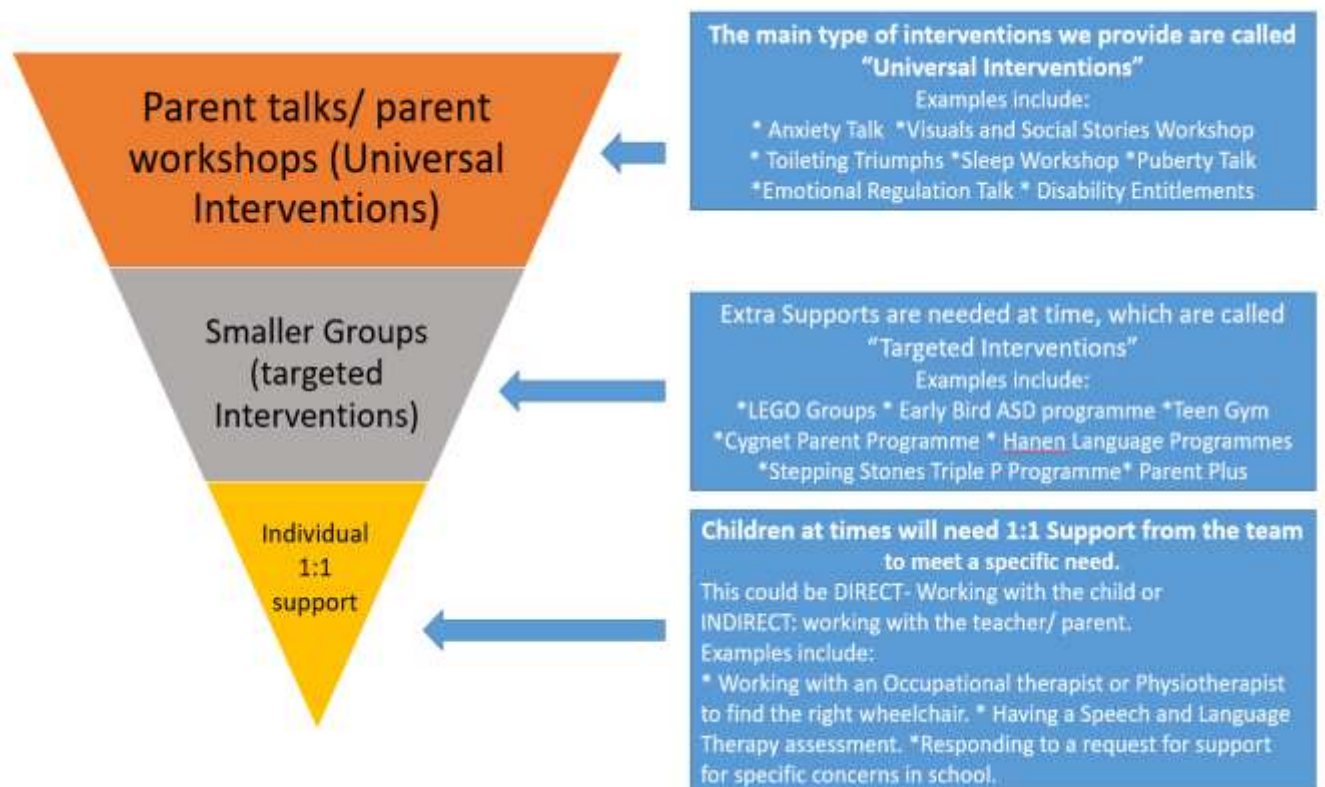 Parent talks/ parent
workshops (Universal
Interventions)
The main type of interventions we provide are called
“Universal Interventions”
Examples include:
* Anxiety Talk *Visuals and Social Stories Workshop
* Toileting Triumphs *Sleep Workshop *Puberty Talk
*Emotional Regulation Talk * Disability Entitlements
Smaller Groups
(targeted
Interventions)
Extra Supports are needed at time, which are called
“Targeted Interventions”
Examples include:
*LEGO Groups * Early Bird ASD programme *Teen Gym
*Cygnet Parent Programme * Hanen Language Programmes
*Stepping Stones Triple P Programme* Parent Plus
Individual
1:1
support
Children at times will need 1:1 Support from the team
to meet a specific need.
This could be DIRECT- Working with the child or
INDIRECT: working with the teacher/ parent.
Examples include:
* Working with an Occupational therapist or Physiotherapist
to find the right wheelchair. * Having a Speech and Language
Therapy assessment. *Responding to a request for support
for specific concerns in school.